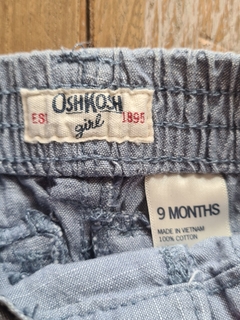 OSHKOSH
EST 1895
girl
9 MONTHS
MADE IN VIETNAM
100% COTTON